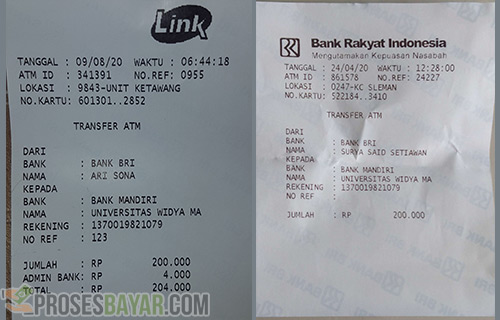 Link
TANGGAL : 09/08/20 WAKTU : 06:44:18
ATM ID : 341391 NO.REF: 0955
LOKASI : 9843-UNIT KETAWANG
NO.KARTU: 601301..2852
TRANSFER ATM
DARI
BANK : BANK BRI
NAMA : ARI SONA
KEPADA
BANK : BANK MANDIRI
NAMA : UNIVERSITAS WIDYA MA
REKENING : 1370019821079
NO REF : 123
JUMLAH : RP 200.000
ADMIN BANK: RP 4.000
TOTAL : RP 204.000
PROSESBAYAR.COM
BRI
Bank Rakyat Indonesia
Mengutamakan Kepuasan Nasabah
TANGGAL : 24/04/20 WAKTU : 12:28:00
ATM ID : 861578 NO.REF: 24227
LOKASI : 0247-KC SLEMAN
NO.KARTU: 522184..3410
TRANSFER ATM
DARI
BANK : BANK BRI
NAMA : SURYA SAID SETIAWAN
KEPADA
BANK : BANK MANDIRI
NAMA : UNIVERSITAS WIDYA MA
REKENING : 1370019821079
JUMLAH : RP 200.000
BANK BRI